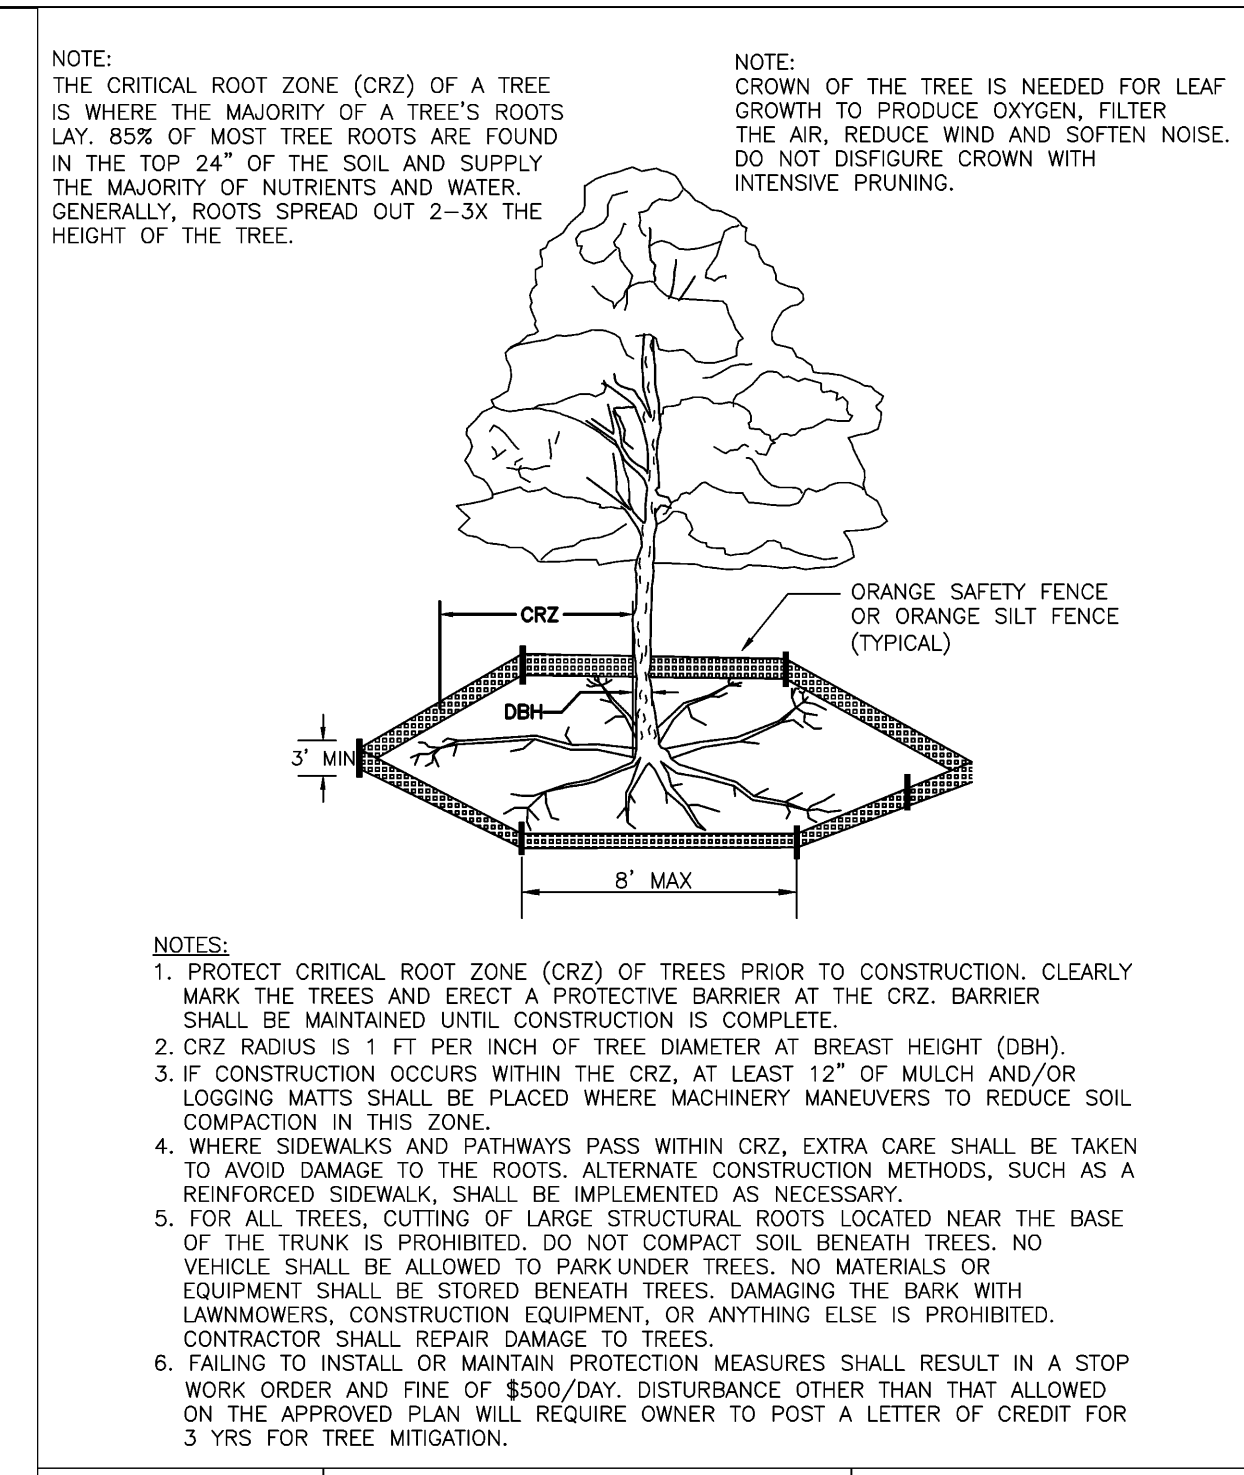 NOTE:
THE CRITICAL ROOT ZONE (CRZ) OF A TREE
IS WHERE THE MAJORITY OF A TREE'S ROOTS
LAY. 85% OF MOST TREE ROOTS ARE FOUND
IN THE TOP 24" OF THE SOIL AND SUPPLY
THE MAJORITY OF NUTRIENTS AND WATER.
GENERALLY, ROOTS SPREAD OUT 2-3X THE
HEIGHT OF THE TREE.
NOTE:
CROWN OF THE TREE IS NEEDED FOR LEAF
GROWTH TO PRODUCE OXYGEN, FILTER
THE AIR, REDUCE WIND AND SOFTEN NOISE.
DO NOT DISFIGURE CROWN WITH
INTENSIVE PRUNING.
ORANGE SAFETY FENCE
OR ORANGE SILT FENCE
(TYPICAL)
CRZ
DBH
3' MIN
8' MAX
NOTES:
1. PROTECT CRITICAL ROOT ZONE (CRZ) OF TREES PRIOR TO CONSTRUCTION. CLEARLY
MARK THE TREES AND ERECT A PROTECTIVE BARRIER AT THE CRZ. BARRIER
SHALL BE MAINTAINED UNTIL CONSTRUCTION IS COMPLETE.
2. CRZ RADIUS IS 1 FT PER INCH OF TREE DIAMETER AT BREAST HEIGHT (DBH).
3. IF CONSTRUCTION OCCURS WITHIN THE CRZ, AT LEAST 12" OF MULCH AND/OR
LOGGING MATTS SHALL BE PLACED WHERE MACHINERY MANEUVERS TO REDUCE SOIL
COMPACTION IN THIS ZONE.
4. WHERE SIDEWALKS AND PATHWAYS PASS WITHIN CRZ, EXTRA CARE SHALL BE TAKEN
TO AVOID DAMAGE TO THE ROOTS. ALTERNATE CONSTRUCTION METHODS, SUCH AS A
REINFORCED SIDEWALK, SHALL BE IMPLEMENTED AS NECESSARY.
5. FOR ALL TREES, CUTTING OF LARGE STRUCTURAL ROOTS LOCATED NEAR THE BASE
OF THE TRUNK IS PROHIBITED. DO NOT COMPACT SOIL BENEATH TREES. NO
VEHICLE SHALL BE ALLOWED TO PARK UNDER TREES. NO MATERIALS OR
EQUIPMENT SHALL BE STORED BENEATH TREES. DAMAGING THE BARK WITH
LAWNMOWERS, CONSTRUCTION EQUIPMENT, OR ANYTHING ELSE IS PROHIBITED.
CONTRACTOR SHALL REPAIR DAMAGE TO TREES.
6. FAILING TO INSTALL OR MAINTAIN PROTECTION MEASURES SHALL RESULT IN A STOP
WORK ORDER AND FINE OF $500/DAY. DISTURBANCE OTHER THAN THAT ALLOWED
ON THE APPROVED PLAN WILL REQUIRE OWNER TO POST A LETTER OF CREDIT FOR
3 YRS FOR TREE MITIGATION.